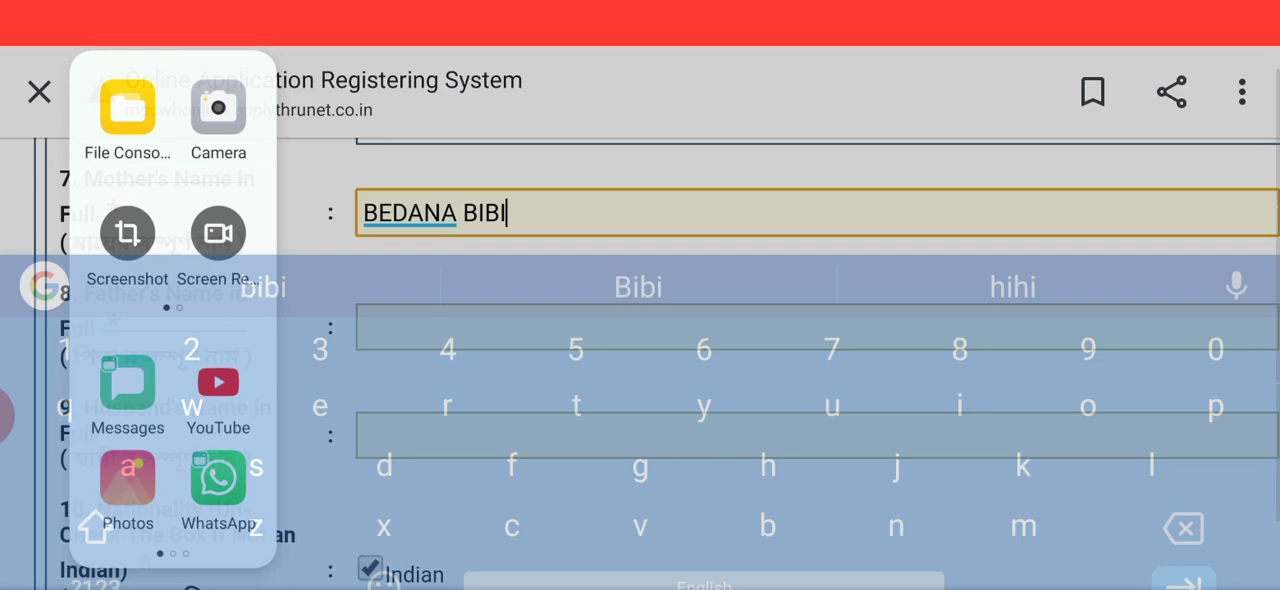 Online Application Registering System
thrunet.co.in
File Conso... Camera
7. Mother's Name in
Full * : BEDANA BIBI
Screenshot Screen Re...
bibi Bibi hihi
8. Father's Name in
Full * :
1 2 3 4 5 6 7 8 9 0
q w e r t y u i o p
Messages YouTube
9. Husband's Name in
Full :
a s d f g h j k l
Photos WhatsApp
z x c v b n m
Indian) : Indian
?123 English